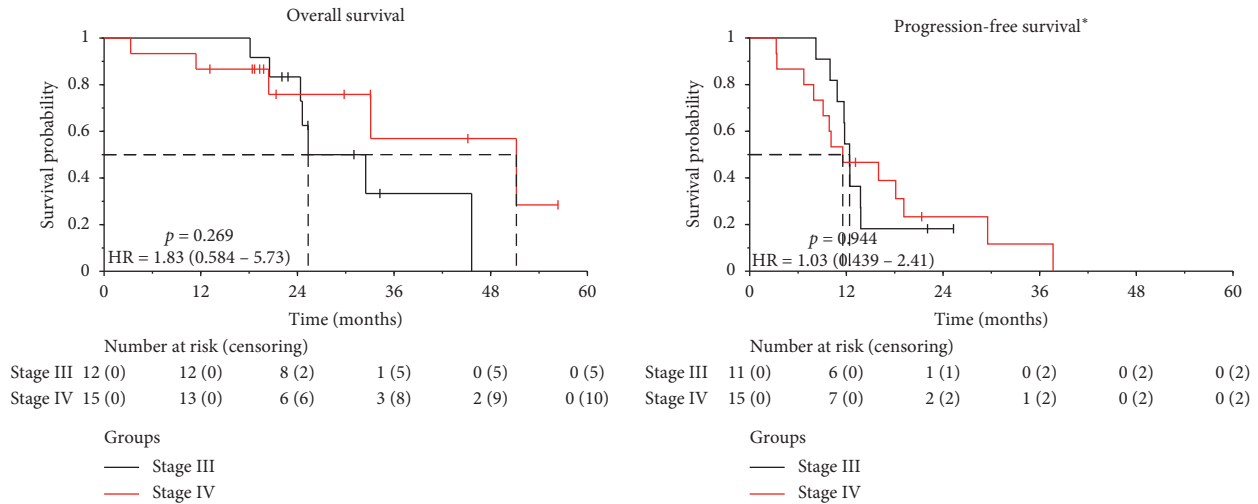 Overall survival
Survival probability
1
0.8
0.6
0.4
0.2
0
p = 0.269
HR = 1.83 (0.584 – 5.73)
0 12 24 36 48 60
Time (months)
Number at risk (censoring)
Stage III 12 (0) 12 (0) 8 (2) 1 (5) 0 (5) 0 (5)
Stage IV 15 (0) 13 (0) 6 (6) 3 (8) 2 (9) 0 (10)
Groups
Stage III
Stage IV
Progression-free survival*
Survival probability
1
0.8
0.6
0.4
0.2
0
p = 0.944
HR = 1.03 (0.439 – 2.41)
0 12 24 36 48 60
Time (months)
Number at risk (censoring)
Stage III 11 (0) 6 (0) 1 (1) 0 (2) 0 (2) 0 (2)
Stage IV 15 (0) 7 (0) 2 (2) 1 (2) 0 (2) 0 (2)
Groups
Stage III
Stage IV